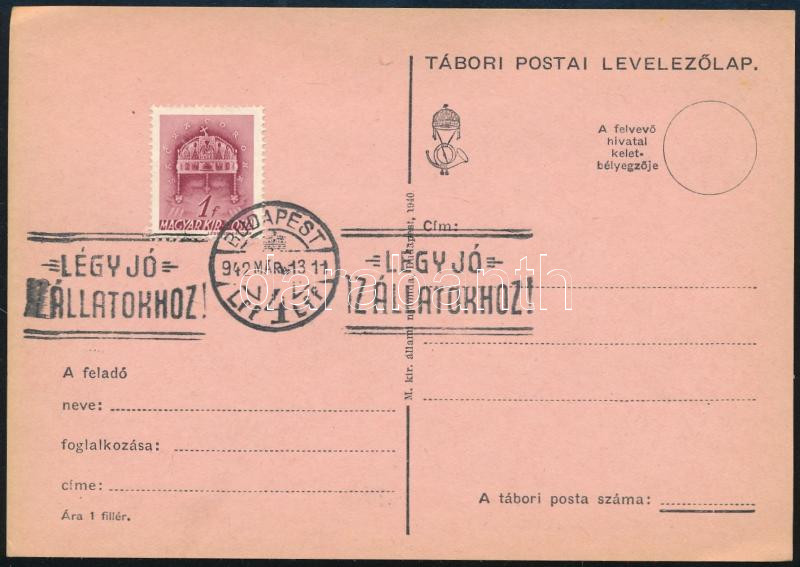 TÁBORI POSTAI LEVELEZŐLAP.
A felvevő
hivatal
kelet-
bélyegzője
1f
MAGYAR KIR. POSTA
BUDAPEST
942 MÁR. 13 11
4
LÉGY JÓ
AZ ÁLLATOKHOZ!
LÉGY JÓ
AZ ÁLLATOKHOZ!
darabanth
Cím:
M. kir. állami nyomda, Budapest, 1940.
A feladó
neve:
foglalkozása:
címe:
Ára 1 fillér.
A tábori posta száma: